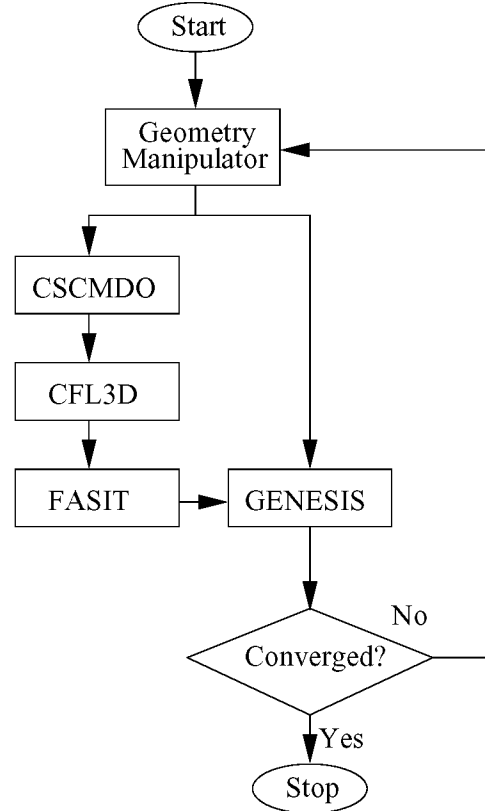 Start
Geometry
Manipulator
CSCMDO
CFL3D
FASIT
GENESIS
No
Converged?
Yes
Stop